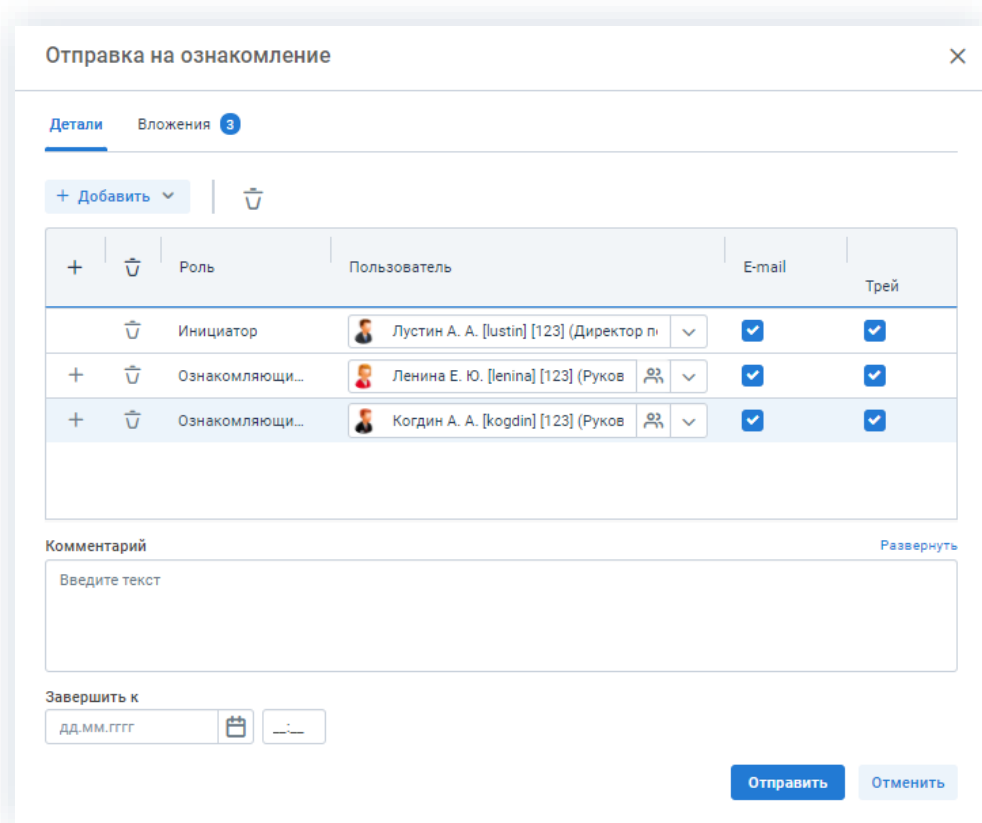 Отправка на ознакомление
Детали Вложения 3
+ Добавить
Роль Пользователь E-mail Трей
Инициатор Лустин А. А. [lustin] [123] (Директор по
Ознакомляющи... Ленина Е. Ю. [lenina] [123] (Руков
Ознакомляющи... Когдин А. А. [kogdin] [123] (Руков
Комментарий Развернуть
Введите текст
Завершить к
дд.мм.гггг __:__
Отправить Отменить